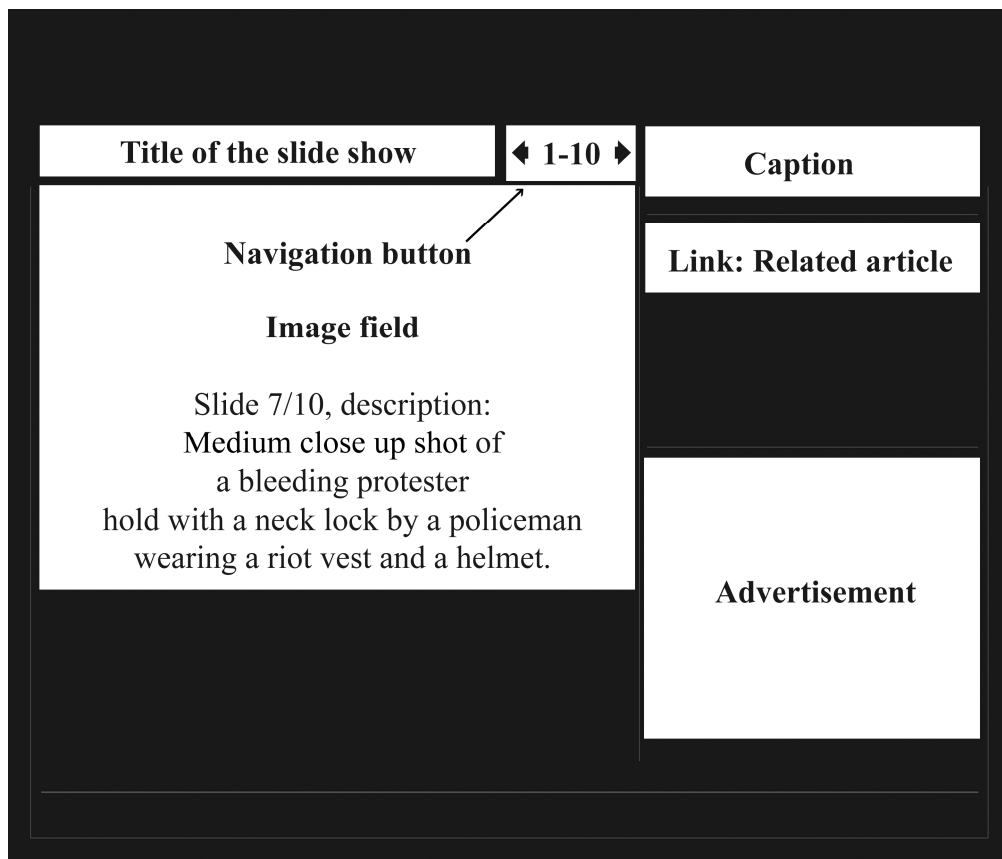 Title of the slide show
1-10
Caption
Navigation button
Link: Related article
Image field
Slide 7/10, description:
Medium close up shot of
a bleeding protester
hold with a neck lock by a policeman
wearing a riot vest and a helmet.
Advertisement